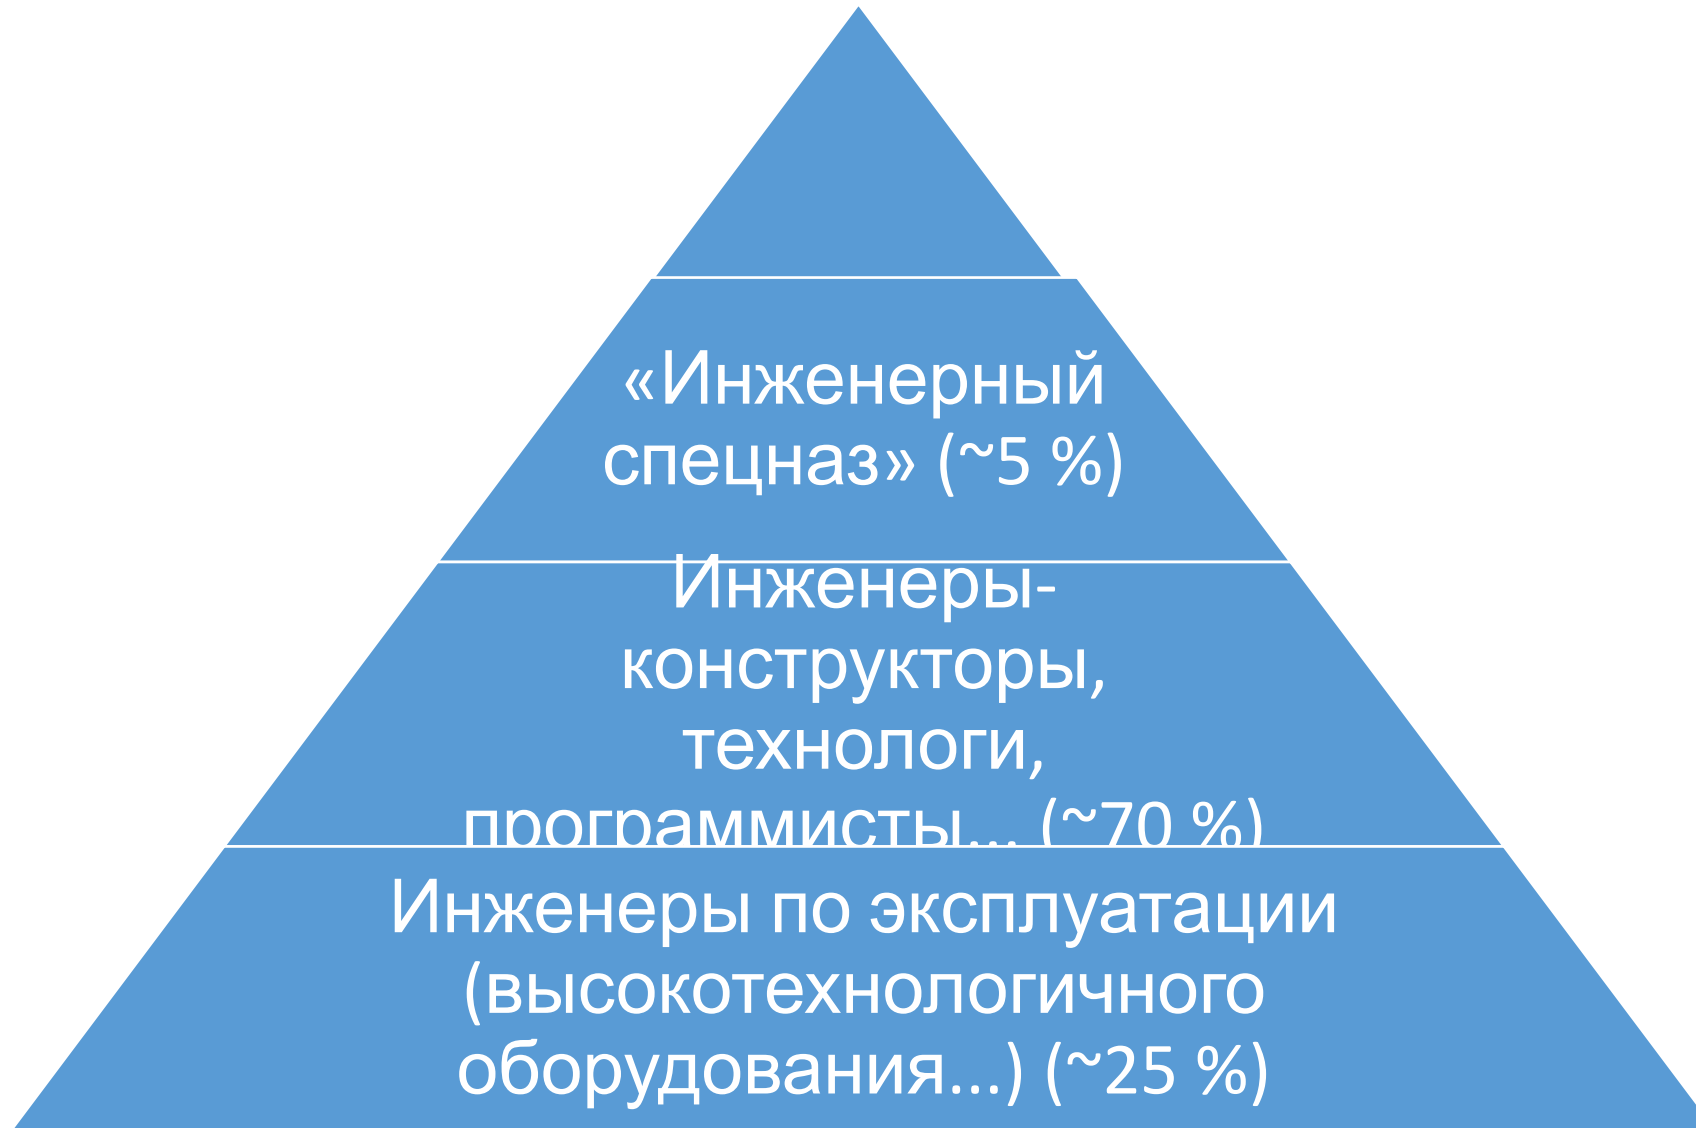 «Инженерный
спецназ» (~5 %)
Инженеры-
конструкторы,
технологи,
программисты... (~70 %)
Инженеры по эксплуатации
(высокотехнологичного
оборудования...) (~25 %)